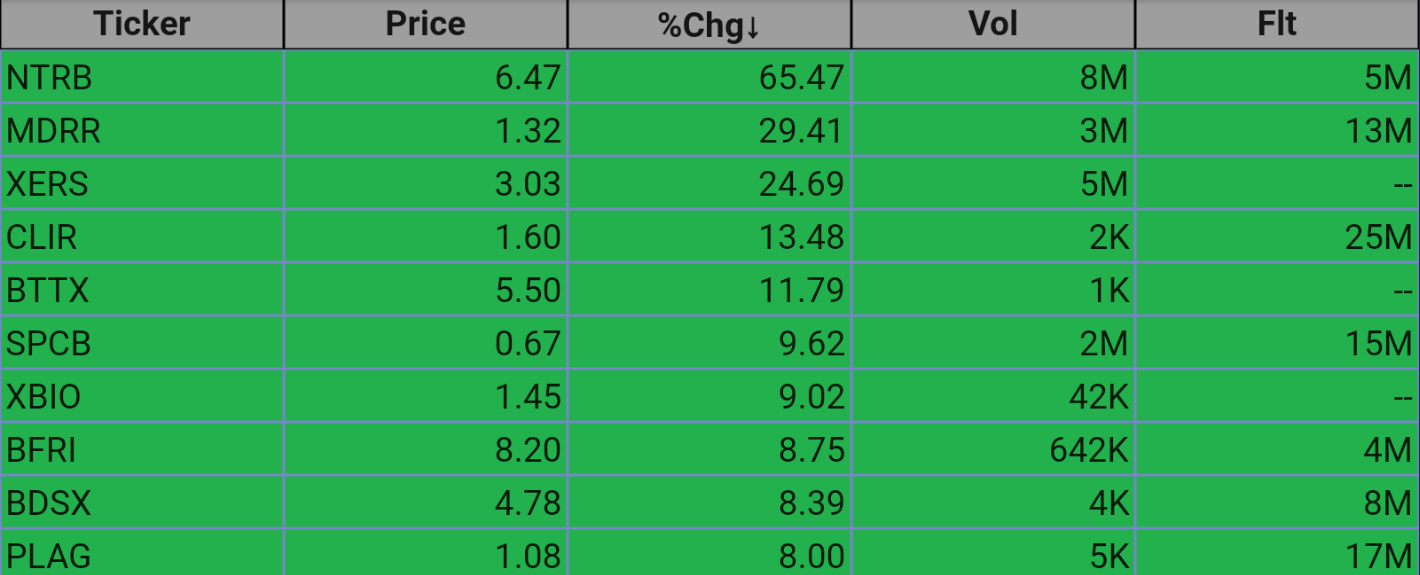 Ticker Price %Chg↓ Vol Flt
NTRB 6.47 65.47 8M 5M
MDRR 1.32 29.41 3M 13M
XERS 3.03 24.69 5M --
CLIR 1.60 13.48 2K 25M
BTTX 5.50 11.79 1K --
SPCB 0.67 9.62 2M 15M
XBIO 1.45 9.02 42K --
BFRI 8.20 8.75 642K 4M
BDSX 4.78 8.39 4K 8M
PLAG 1.08 8.00 5K 17M